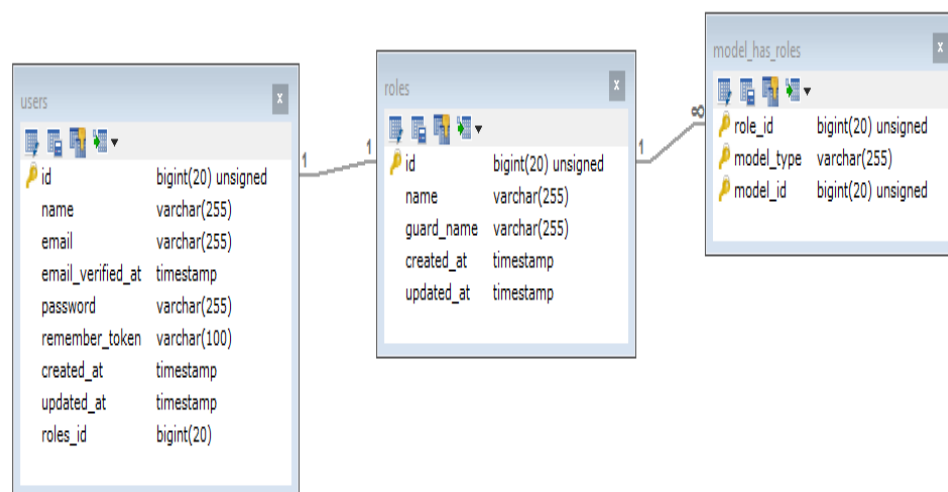 users
x
id bigint(20) unsigned
name varchar(255)
email varchar(255)
email_verified_at timestamp
password varchar(255)
remember_token varchar(100)
created_at timestamp
updated_at timestamp
roles_id bigint(20)
1
1
roles
x
id bigint(20) unsigned
name varchar(255)
guard_name varchar(255)
created_at timestamp
updated_at timestamp
1
∞
model_has_roles
x
role_id bigint(20) unsigned
model_type varchar(255)
model_id bigint(20) unsigned